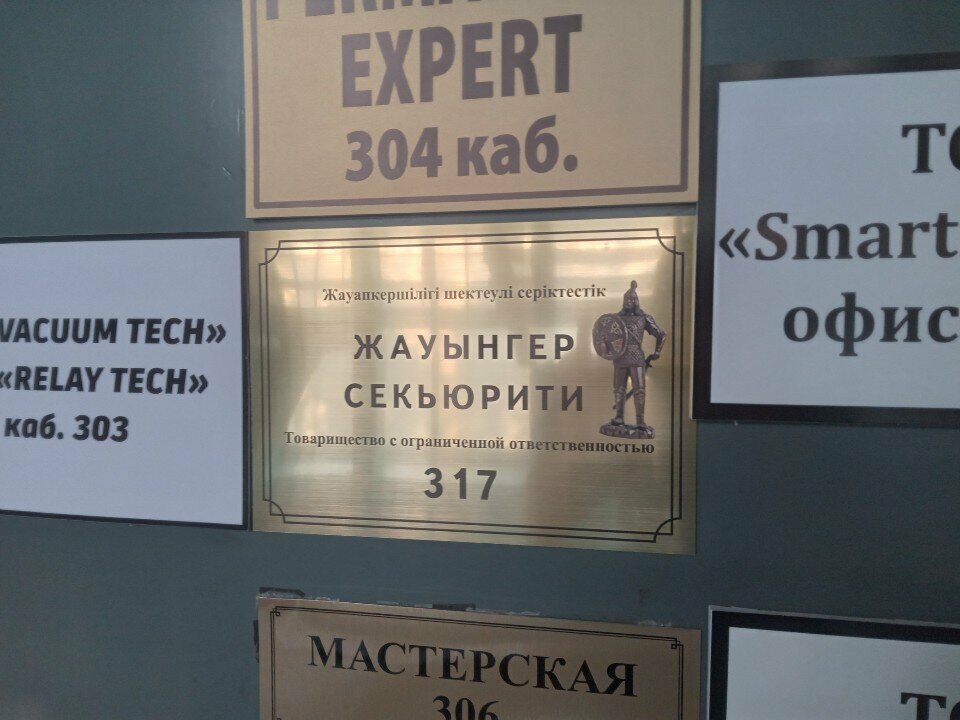 EXPERT
304 каб.
VACUUM TECH»
«RELAY TECH»
каб. 303
Жауапкершілігі шектеулі серіктестік
ЖАУЫНГЕР
СЕКЬЮРИТИ
Товарищество с ограниченной ответственностью
317
«Smart
офис
МАСТЕРСКАЯ
306